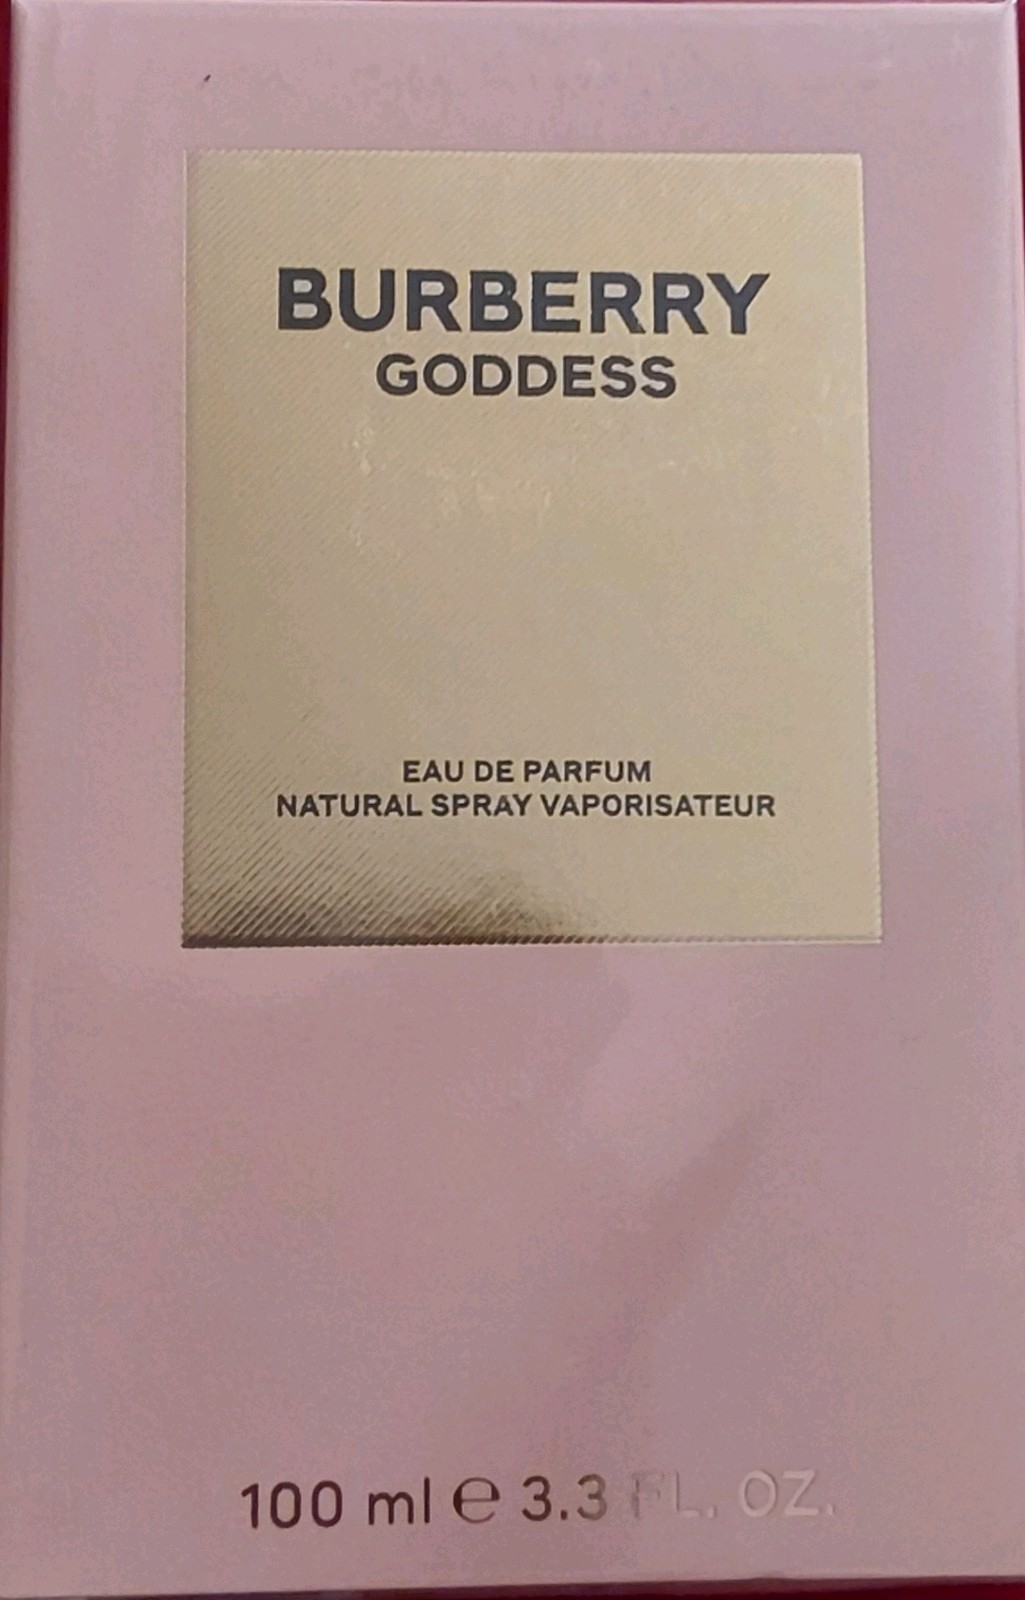 BURBERRY
GODDESS
EAU DE PARFUM
NATURAL SPRAY VAPORISATEUR
100 ml ℮ 3.3 FL. OZ.